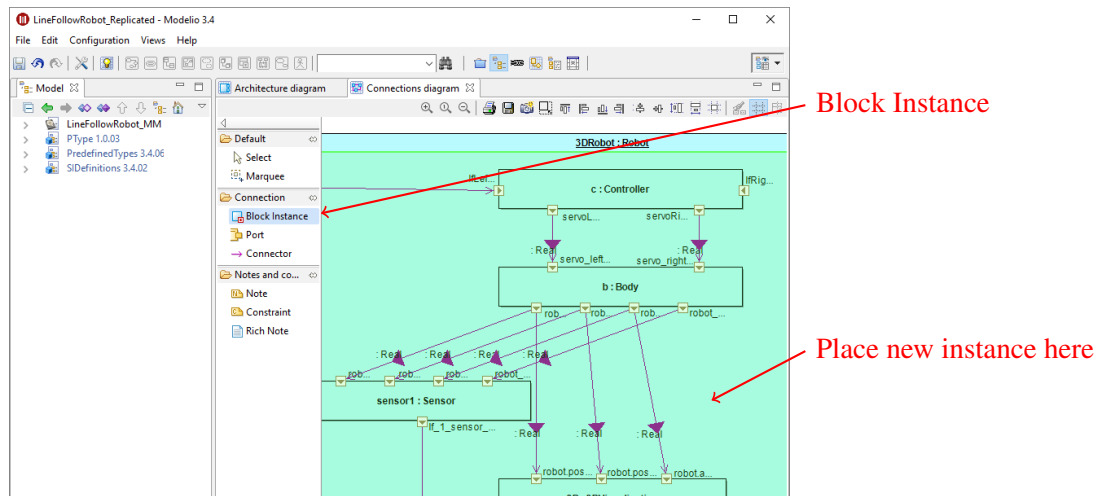 LineFollowRobot_Replicated - Modelio 3.4
File Edit Configuration Views Help
Model
Architecture diagram
Connections diagram
LineFollowRobot_MM
PType 1.0.03
PredefinedTypes 3.4.06
SIDefinitions 3.4.02
Default
Select
Marquee
Connection
Block Instance
Port
Connector
Notes and co...
Note
Constraint
Rich Note
3DRobot : Robot
lfLef...
c : Controller
lfRig...
servoL...
servoRi...
: Real
: Real
servo_left...
servo_right...
b : Body
rob...
rob...
rob...
robot_...
: Real
: Real
: Real
: Real
rob...
rob...
rob...
robot_...
sensor1 : Sensor
lf_1_sensor_...
: Real
: Real
: Real
robot.pos...
robot.pos...
robot.a...
Block Instance
Place new instance here